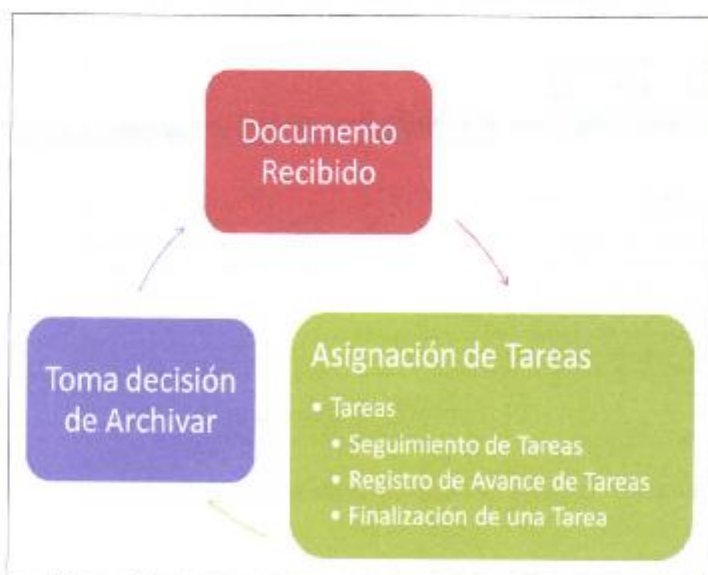 Documento
Recibido
Asignación de Tareas
• Tareas
• Seguimiento de Tareas
• Registro de Avance de Tareas
• Finalización de una Tarea
Toma decisión
de Archivar